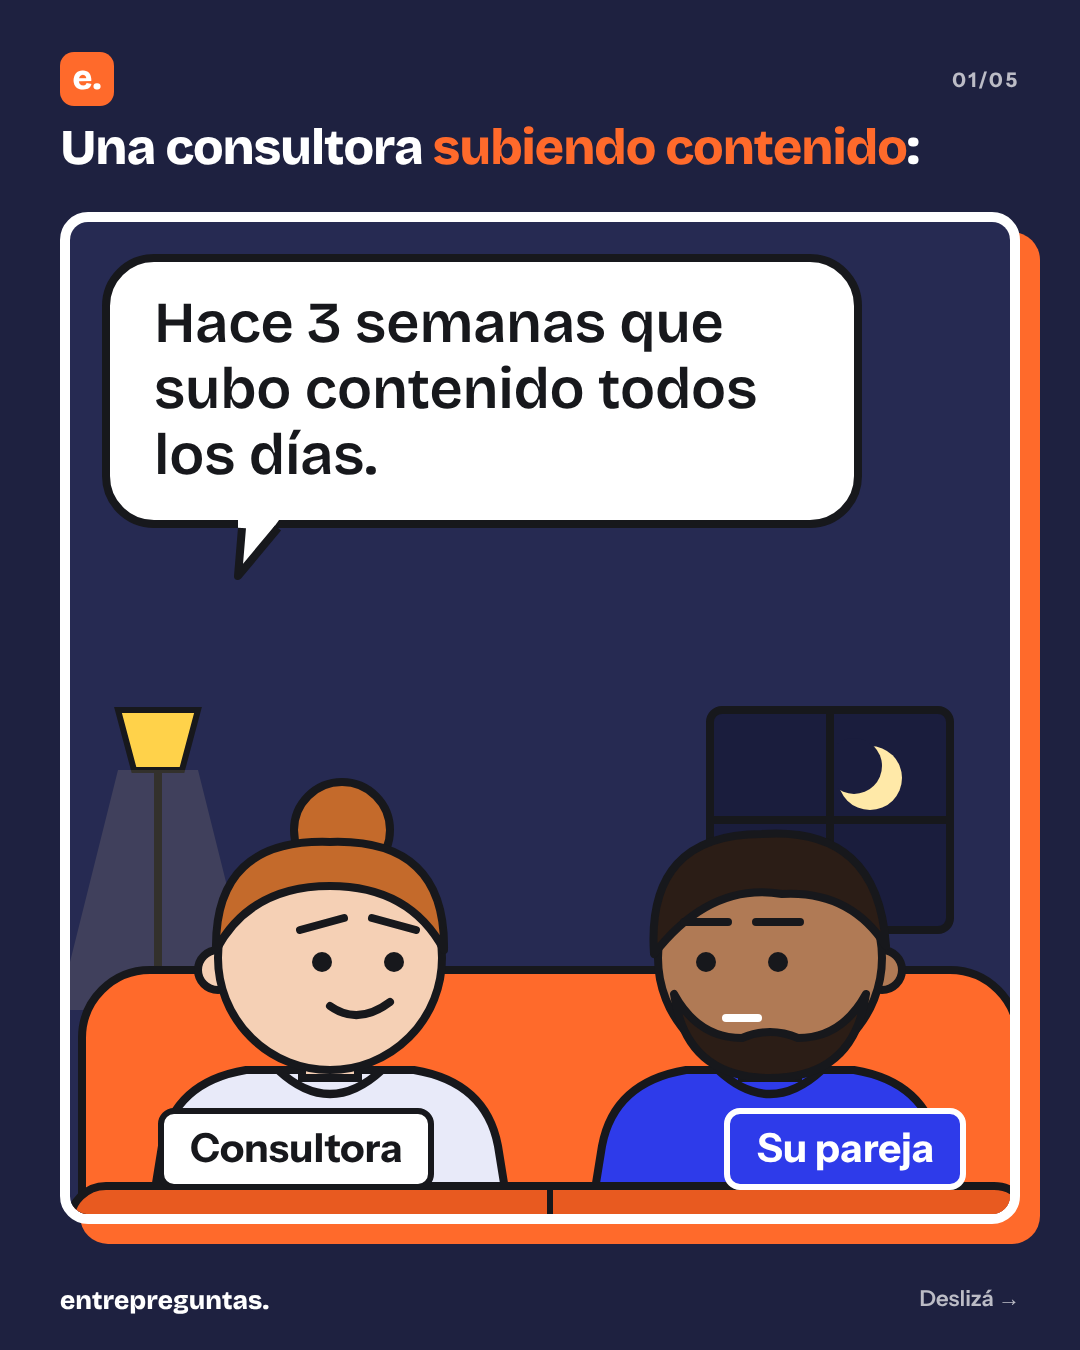 e.
01/05
Una consultora subiendo contenido:
Hace 3 semanas que
subo contenido todos
los días.
Consultora
Su pareja
entrepreguntas.
Deslizá →